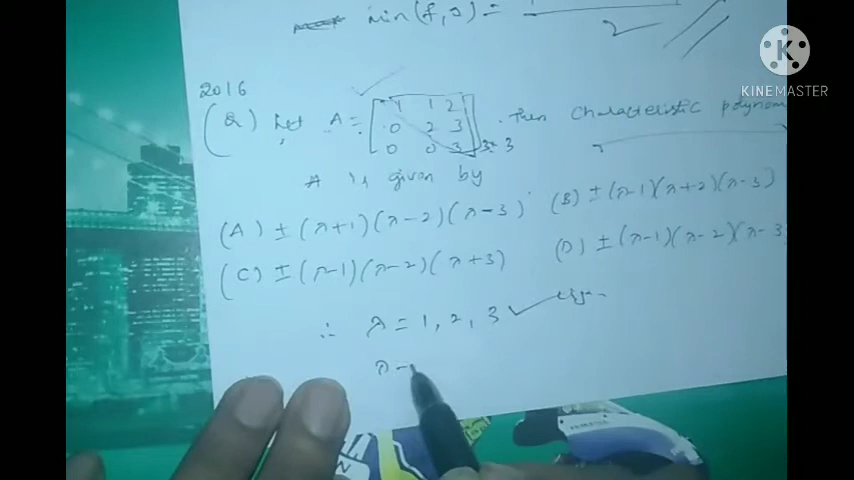 min(f, s) =
2
KINEMASTER
2016
(Q) Let A = [ 1 1 2
0 2 3
0 0 3 ] 3×3 . Then characteristic polynom
A is given by
(A) ± (λ+1)(λ-2)(λ-3)
(B) ± (λ-1)(λ+2)(λ-3)
(C) ± (λ-1)(λ-2)(λ+3)
(D) ± (λ-1)(λ-2)(λ-3
∴ λ = 1, 2, 3 ✓
λ -